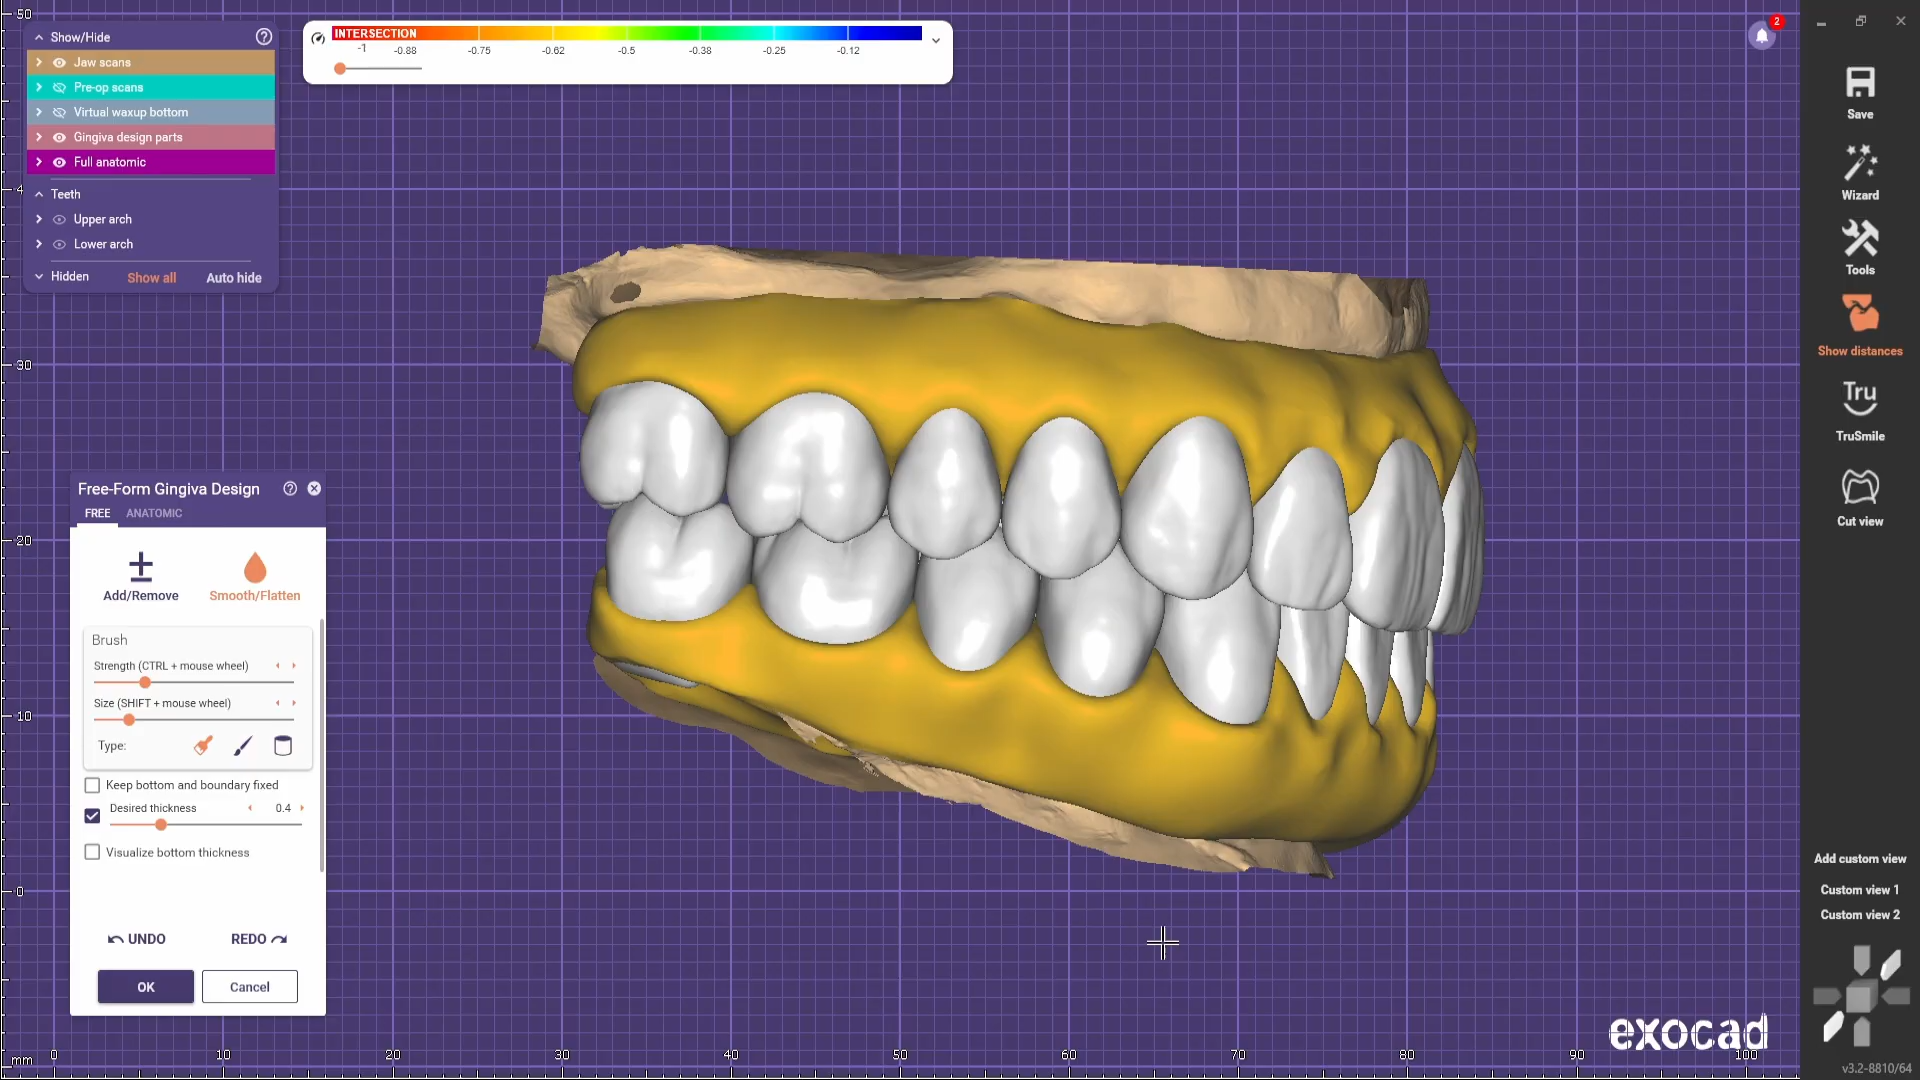 50
Show/Hide
Jaw scans
Pre-op scans
Virtual waxup bottom
Gingiva design parts
Full anatomic
Teeth
Upper arch
Lower arch
Hidden
Show all
Auto hide
INTERSECTION
-1
-0.88
-0.75
-0.62
-0.5
-0.38
-0.25
-0.12
2
Save
Wizard
Tools
Show distances
Tru
TruSmile
Cut view
4
30
20
10
0
Free-Form Gingiva Design
FREE
ANATOMIC
Add/Remove
Smooth/Flatten
Brush
Strength (CTRL + mouse wheel)
Size (SHIFT + mouse wheel)
Type:
Keep bottom and boundary fixed
Desired thickness
0.4
Visualize bottom thickness
UNDO
REDO
OK
Cancel
Add custom view
Custom view 1
Custom view 2
exocad
mm
0
10
20
30
40
50
60
70
80
90
100
v3.2-8810/64